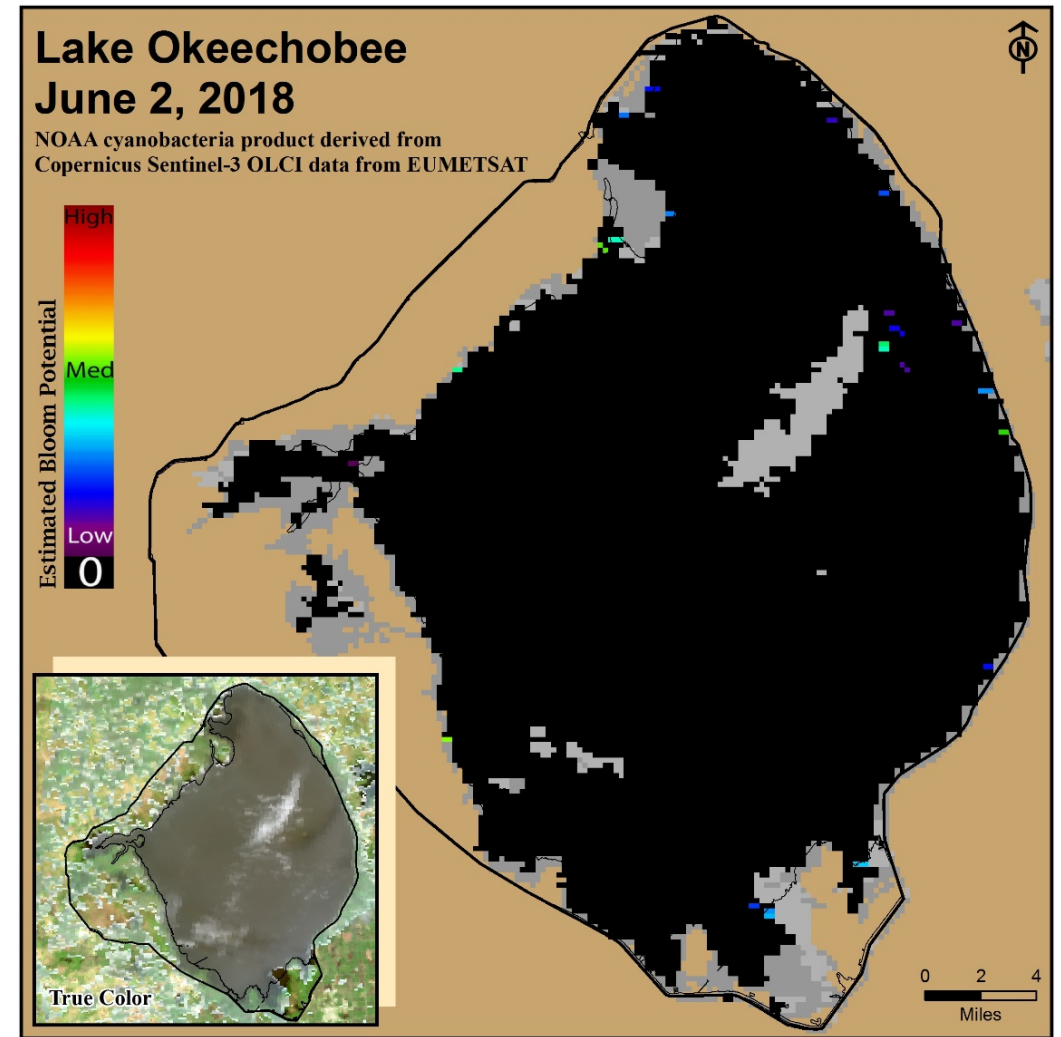 Lake Okeechobee
June 2, 2018
NOAA cyanobacteria product derived from
Copernicus Sentinel-3 OLCI data from EUMETSAT
N
High
Med
Low
0
Estimated Bloom Potential
True Color
0 2 4
Miles